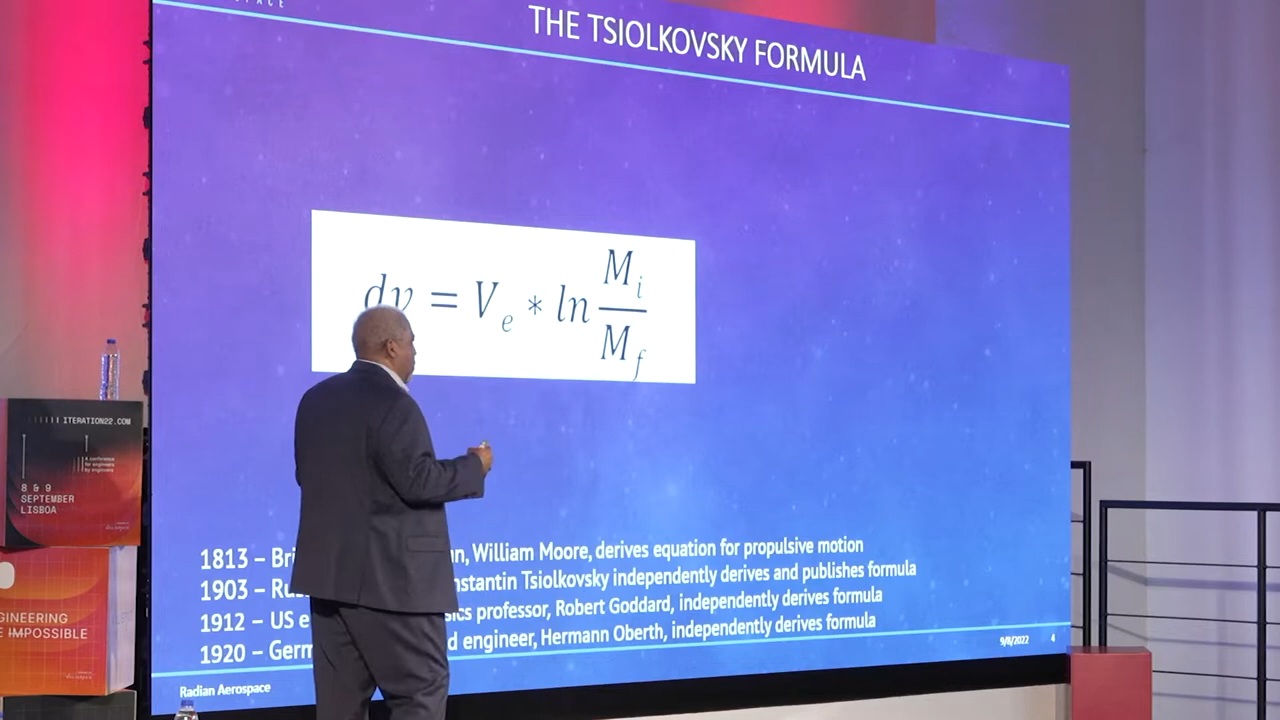 THE TSIOLKOVSKY FORMULA
dv = V_e * ln M_i / M_f
1813 – Bri n, William Moore, derives equation for propulsive motion
1903 – Ru nstantin Tsiolkovsky independently derives and publishes formula
1912 – US e sics professor, Robert Goddard, independently derives formula
1920 – Germ d engineer, Hermann Oberth, independently derives formula
Radian Aerospace
9/8/2022 4
ITERATION22.COM
A conference
for engineers
by engineers
8 & 9
SEPTEMBER
LISBOA
GINEERING
E IMPOSSIBLE